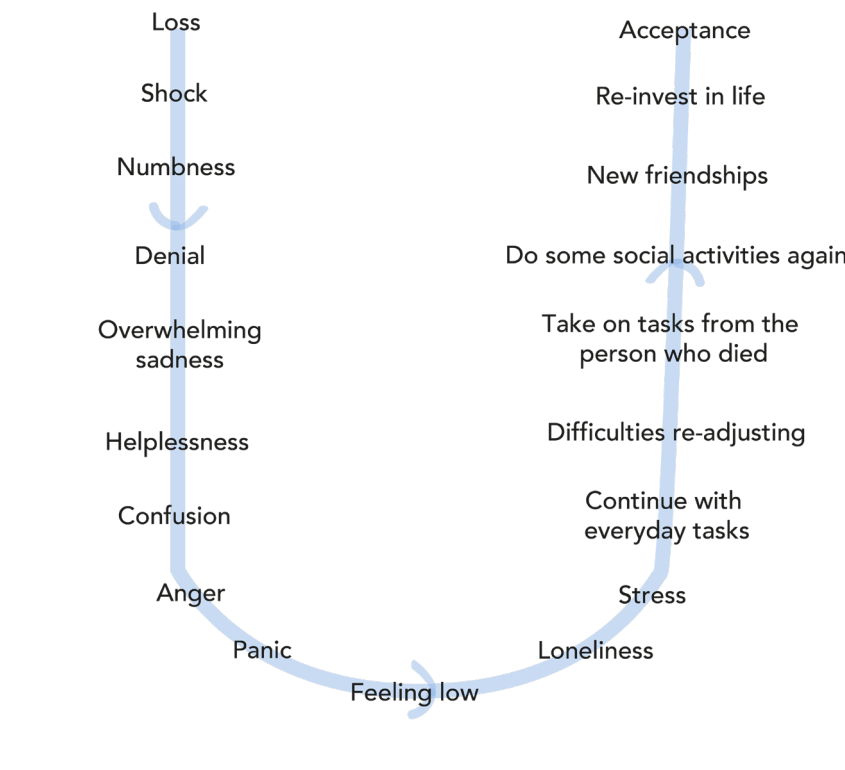 Loss
Shock
Numbness
Denial
Overwhelming
sadness
Helplessness
Confusion
Anger
Panic
Feeling low
Loneliness
Stress
Continue with
everyday tasks
Difficulties re-adjusting
Take on tasks from the
person who died
Do some social activities again
New friendships
Re-invest in life
Acceptance